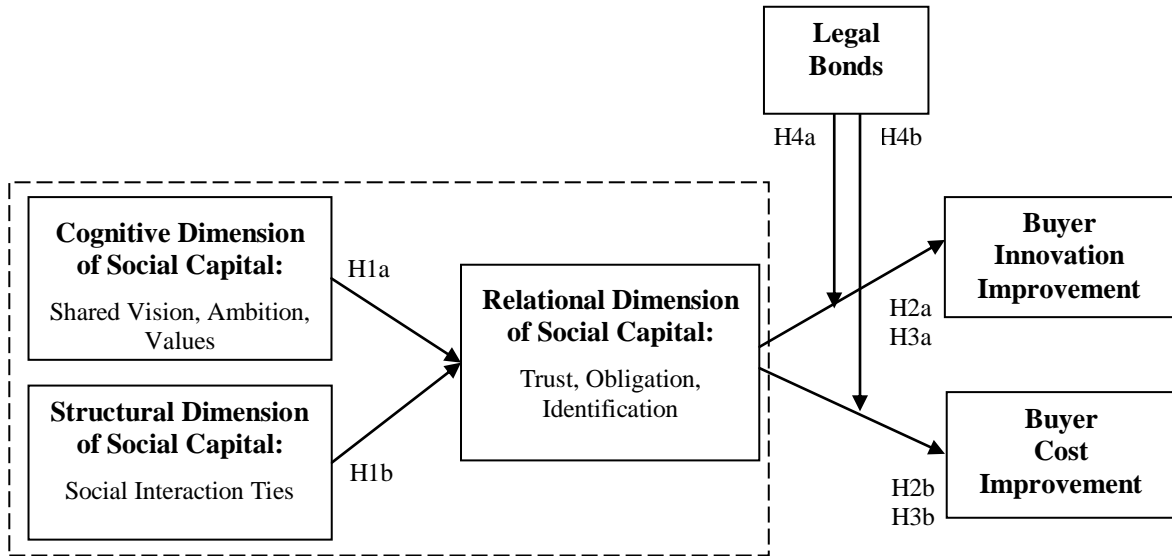 Legal
Bonds
H4a
H4b
Cognitive Dimension
of Social Capital:
Shared Vision, Ambition,
Values
H1a
Structural Dimension
of Social Capital:
Social Interaction Ties
H1b
Relational Dimension
of Social Capital:
Trust, Obligation,
Identification
Buyer
Innovation
Improvement
H2a
H3a
Buyer
Cost
Improvement
H2b
H3b